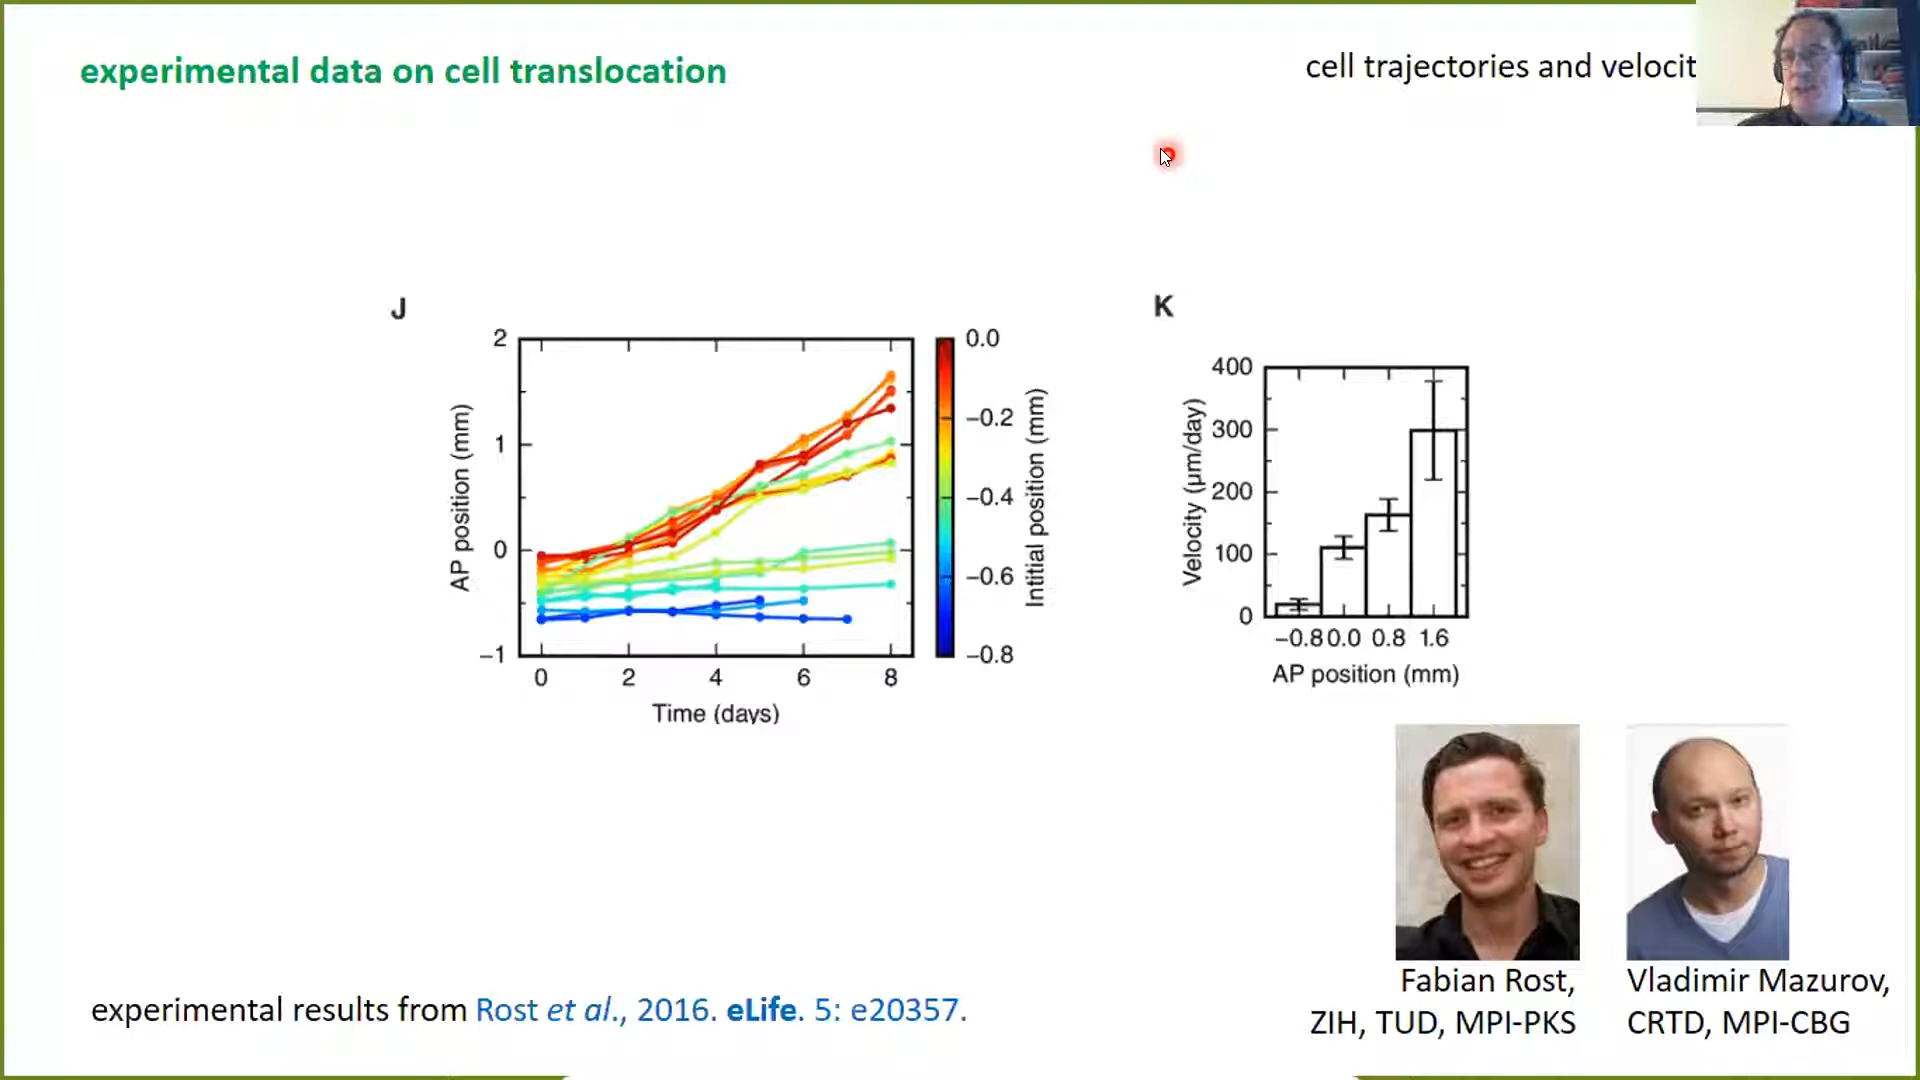 experimental data on cell translocation
cell trajectories and velocit
J
2
1
0
−1
AP position (mm)
0 2 4 6 8
Time (days)
0.0
−0.2
−0.4
−0.6
−0.8
Intitial position (mm)
K
400
300
200
100
0
Velocity (μm/day)
−0.8 0.0 0.8 1.6
AP position (mm)
Fabian Rost,
ZIH, TUD, MPI-PKS
Vladimir Mazurov,
CRTD, MPI-CBG
experimental results from Rost et al., 2016. eLife. 5: e20357.